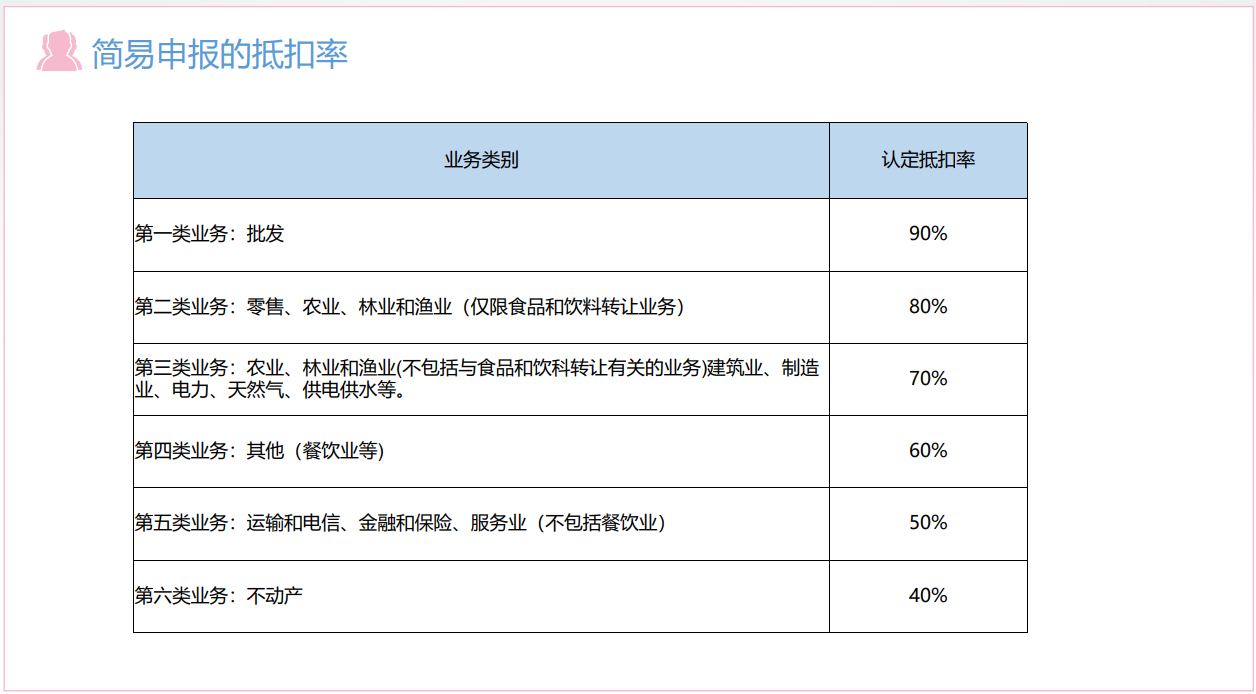 简易申报的抵扣率
业务类别
认定抵扣率
第一类业务：批发
90%
第二类业务：零售、农业、林业和渔业（仅限食品和饮料转让业务）
80%
第三类业务：农业、林业和渔业(不包括与食品和饮科转让有关的业务)建筑业、制造
业、电力、天然气、供电供水等。
70%
第四类业务：其他（餐饮业等)
60%
第五类业务：运输和电信、金融和保险、服务业（不包括餐饮业）
50%
第六类业务：不动产
40%